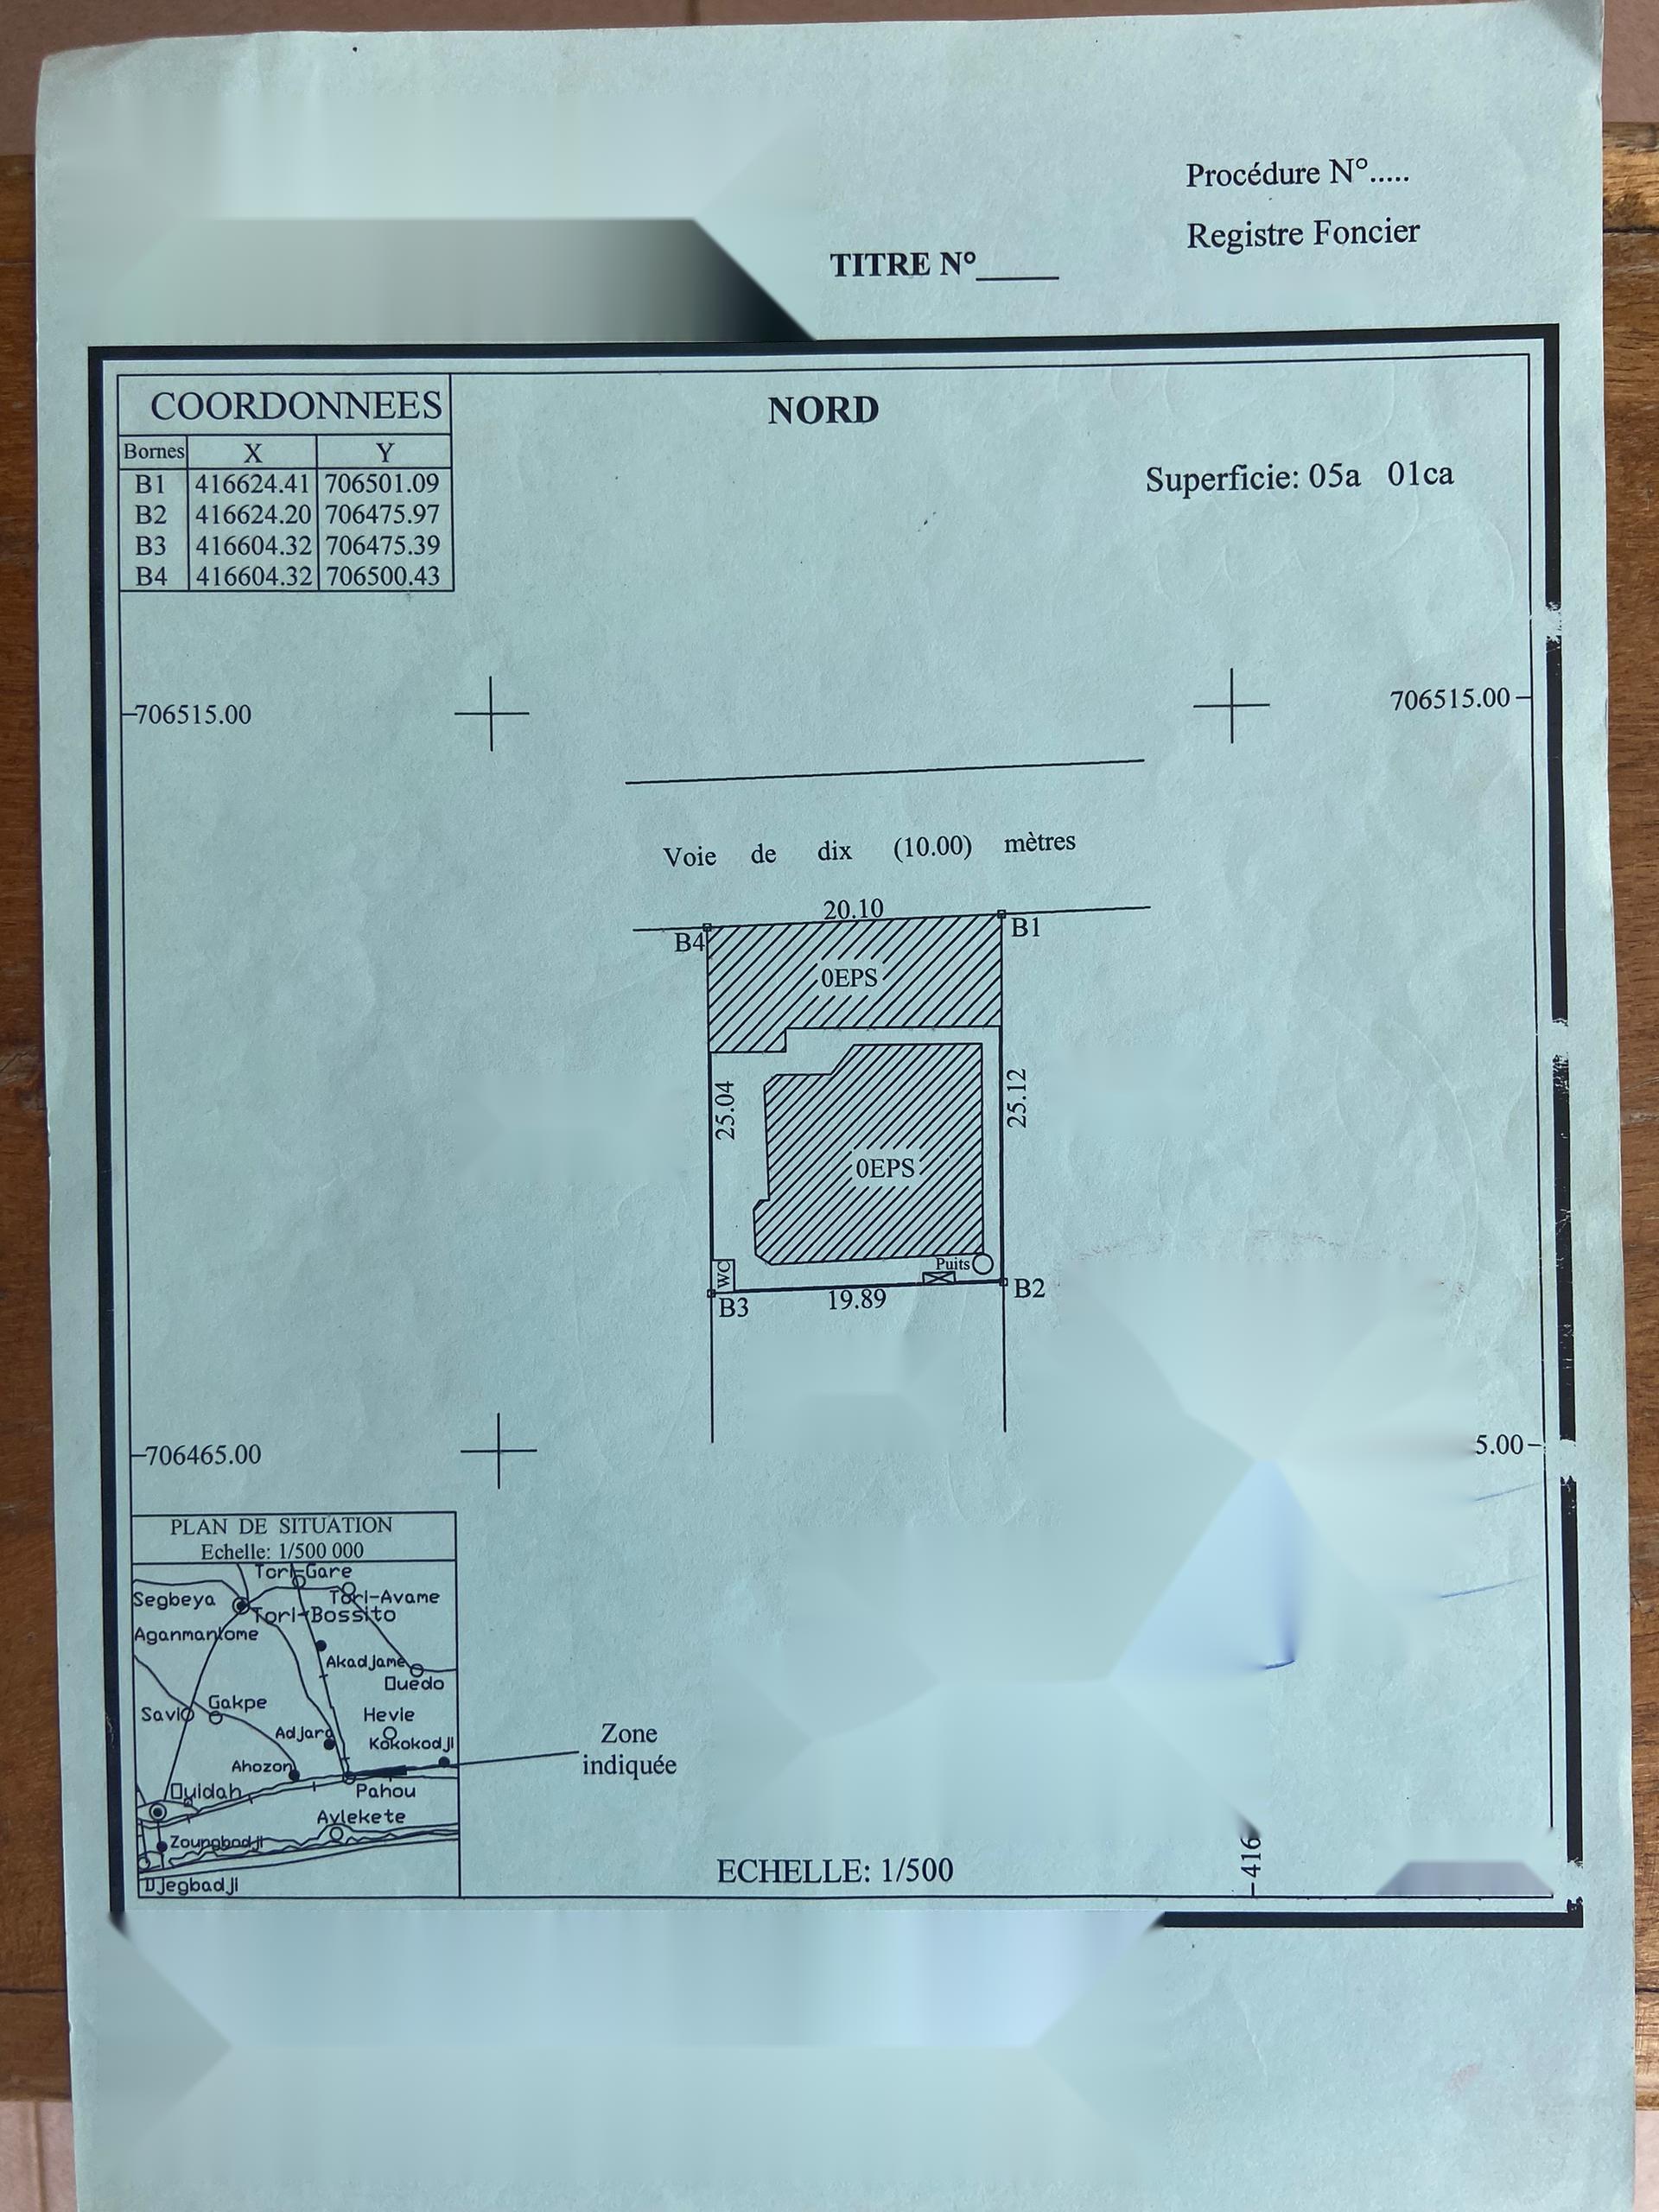 Procédure N°.....
Registre Foncier
TITRE N°____
COORDONNEES
Bornes X Y
B1 416624.41 706501.09
B2 416624.20 706475.97
B3 416604.32 706475.39
B4 416604.32 706500.43
NORD
Superficie: 05a 01ca
706515.00
706515.00
Voie de dix (10.00) mètres
20.10
B4
B1
0EPS
25.04
25.12
0EPS
Puits
WC
B2
B3
19.89
706465.00
5.00
PLAN DE SITUATION
Echelle: 1/500 000
Tori-Gare
Segbeya
Tori-Avame
Tori-Bossito
Aganmanlome
Akadjame
Ouedo
Savi
Gakpe
Hevie
Adjara
Kokokodji
Ahozon
Ouidah
Pahou
Avlekete
Zoungbodji
Djegbadji
Zone
indiquée
ECHELLE: 1/500
416